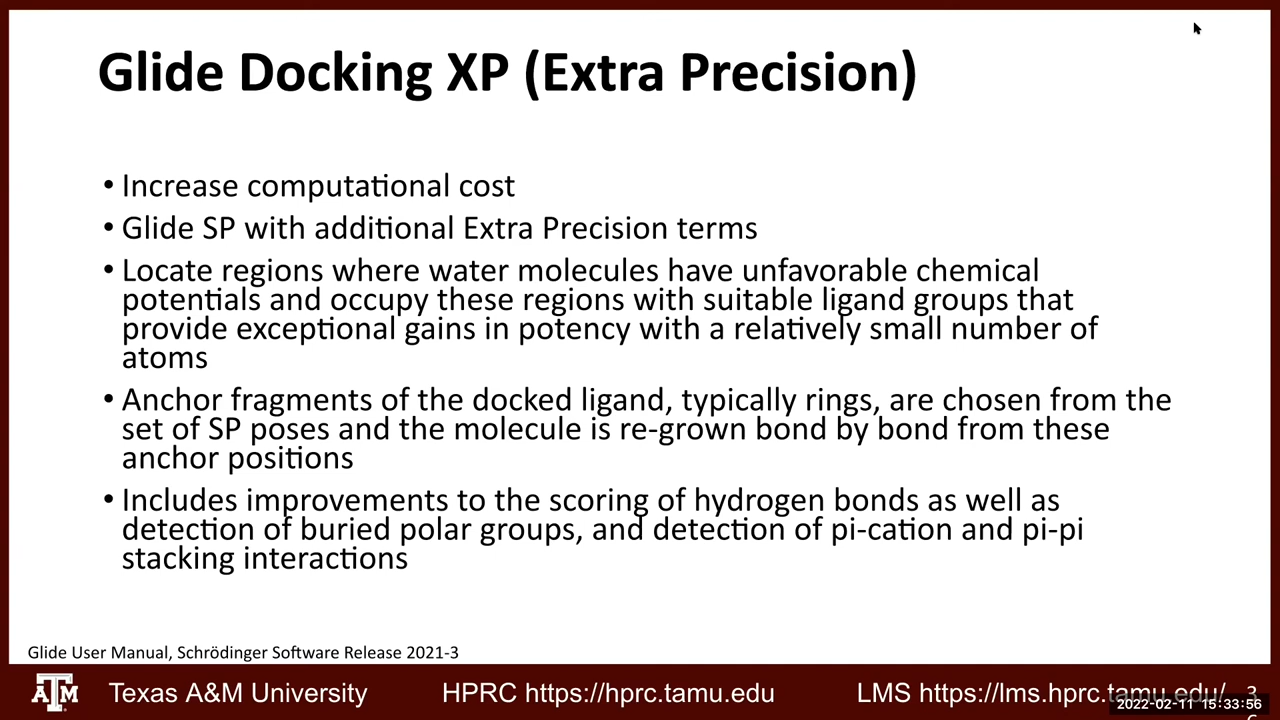 Glide Docking XP (Extra Precision)
• Increase computational cost
• Glide SP with additional Extra Precision terms
• Locate regions where water molecules have unfavorable chemical
potentials and occupy these regions with suitable ligand groups that
provide exceptional gains in potency with a relatively small number of
atoms
• Anchor fragments of the docked ligand, typically rings, are chosen from the
set of SP poses and the molecule is re-grown bond by bond from these
anchor positions
• Includes improvements to the scoring of hydrogen bonds as well as
detection of buried polar groups, and detection of pi-cation and pi-pi
stacking interactions
Glide User Manual, Schrödinger Software Release 2021-3
ATM Texas A&M University HPRC https://hprc.tamu.edu LMS https://lms.hprc.tamu.edu/ 3
2022-02-11 15:33:56